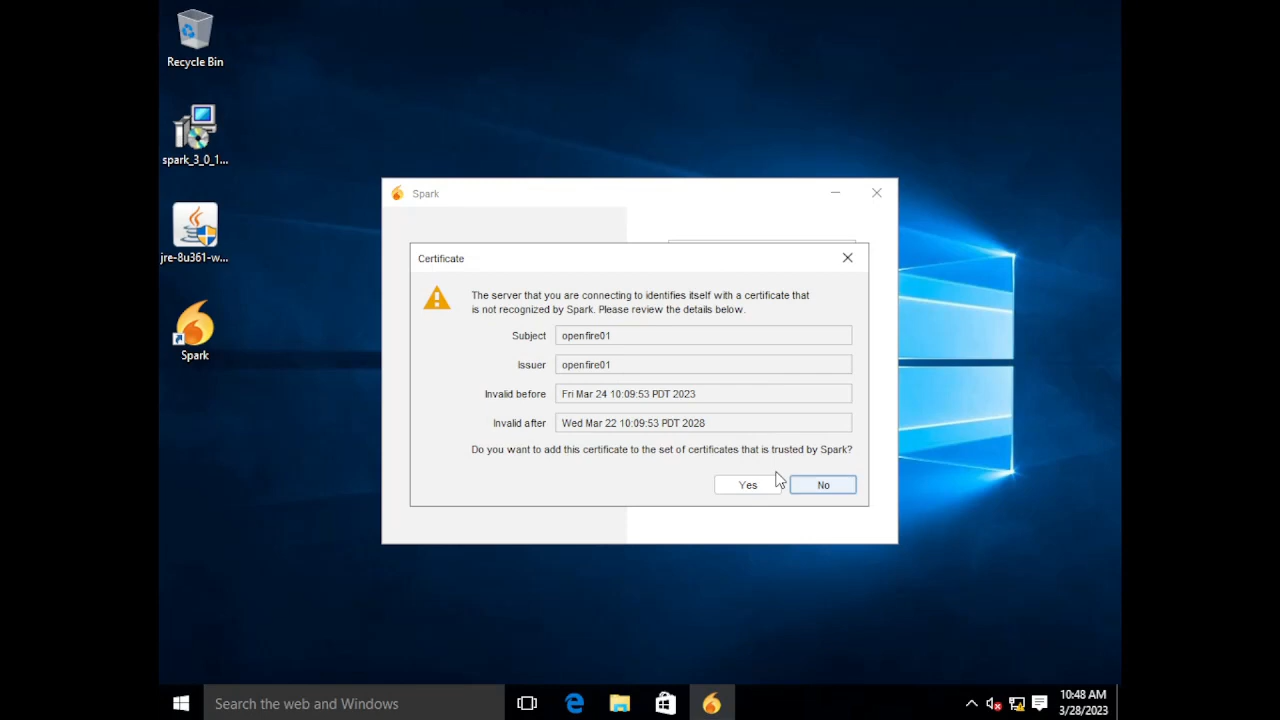 Recycle Bin
spark_3_0_1...
jre-8u361-w...
Spark
Spark
Certificate
The server that you are connecting to identifies itself with a certificate that
is not recognized by Spark. Please review the details below.
Subject openfire01
Issuer openfire01
Invalid before Fri Mar 24 10:09:53 PDT 2023
Invalid after Wed Mar 22 10:09:53 PDT 2028
Do you want to add this certificate to the set of certificates that is trusted by Spark?
Yes No
Search the web and Windows
10:48 AM
3/28/2023